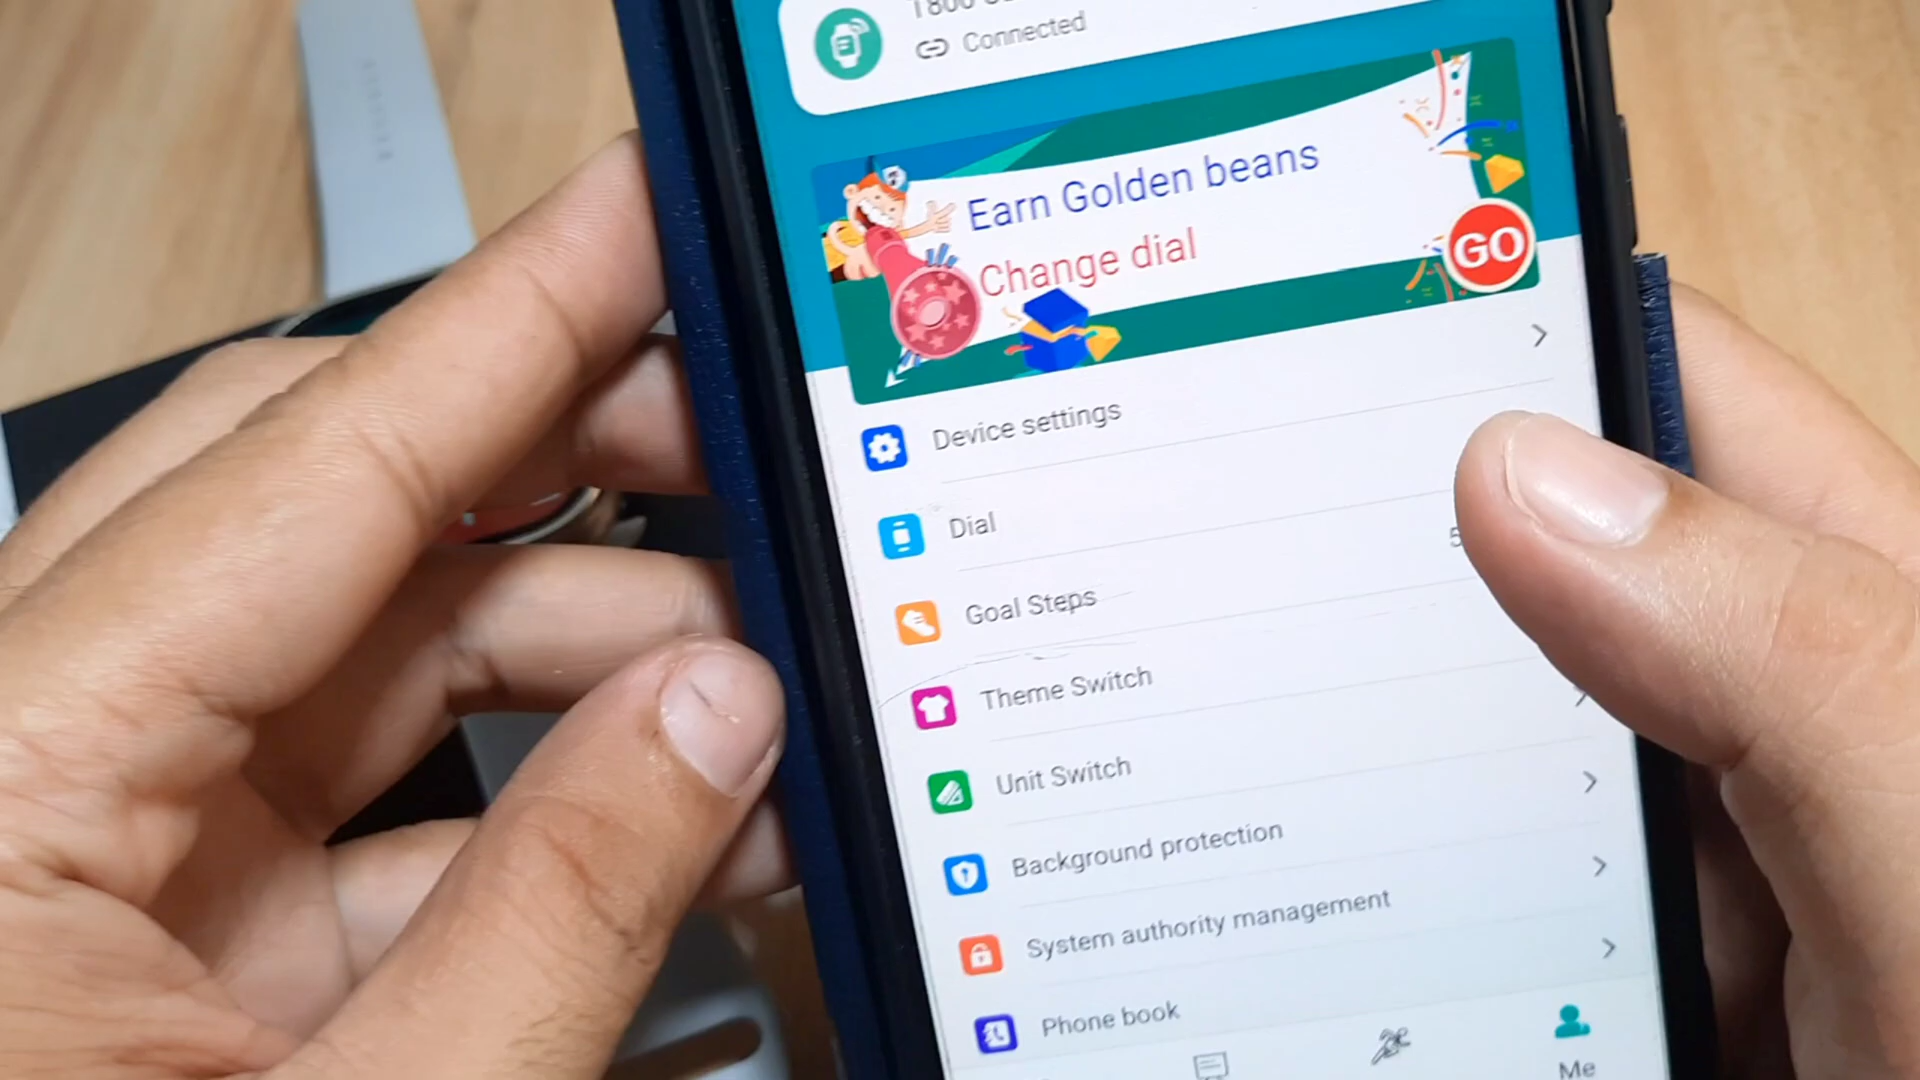 Connected
Earn Golden beans
Change dial
GO
Device settings
Dial
Goal Steps
5
Theme Switch
Unit Switch
Background protection
System authority management
Phone book
Me